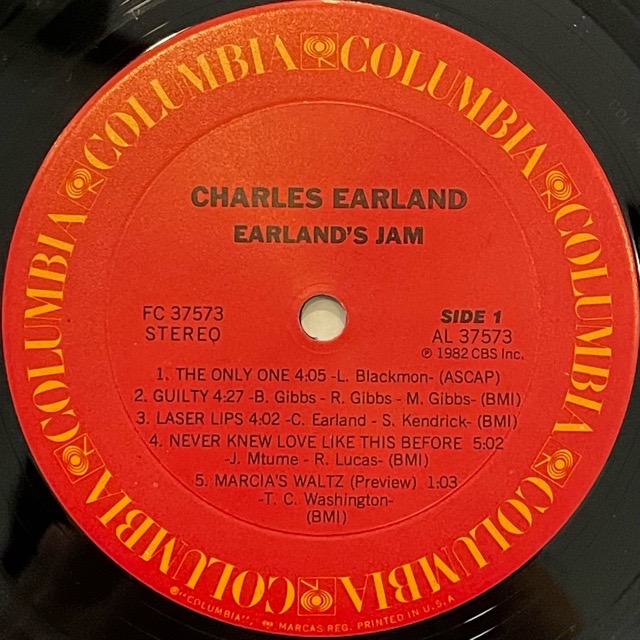 COLUMBIA COLUMBIA COLUMBIA COLUMBIA COLUMBIA COLUMBIA COLUMBIA
CHARLES EARLAND
EARLAND'S JAM
FC 37573
STEREO
SIDE 1
AL 37573
℗ 1982 CBS Inc.
1. THE ONLY ONE 4:05 -L. Blackmon- (ASCAP)
2. GUILTY 4:27 -B. Gibbs - R. Gibbs - M. Gibbs- (BMI)
3. LASER LIPS 4:02 -C. Earland - S. Kendrick- (BMI)
4. NEVER KNEW LOVE LIKE THIS BEFORE 5:02
-J. Mtume - R. Lucas- (BMI)
5. MARCIA'S WALTZ (Preview) 1:03
-T. C. Washington-
(BMI)
®"COLUMBIA", MARCAS REG. PRINTED IN U.S.A